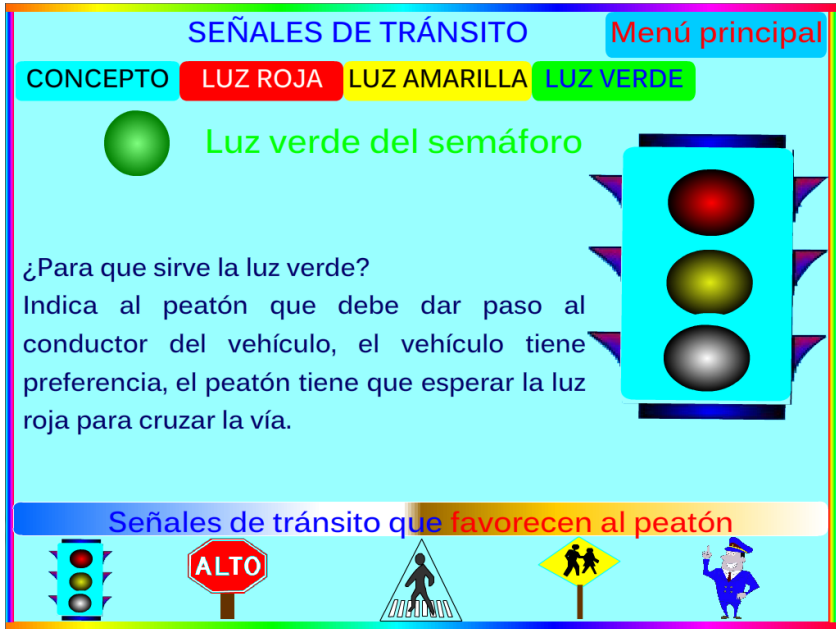 SEÑALES DE TRÁNSITO
Menú principal
CONCEPTO
LUZ ROJA
LUZ AMARILLA
LUZ VERDE
Luz verde del semáforo
¿Para que sirve la luz verde?
Indica al peatón que debe dar paso al
conductor del vehículo, el vehículo tiene
preferencia, el peatón tiene que esperar la luz
roja para cruzar la vía.
Señales de tránsito que favorecen al peatón
ALTO